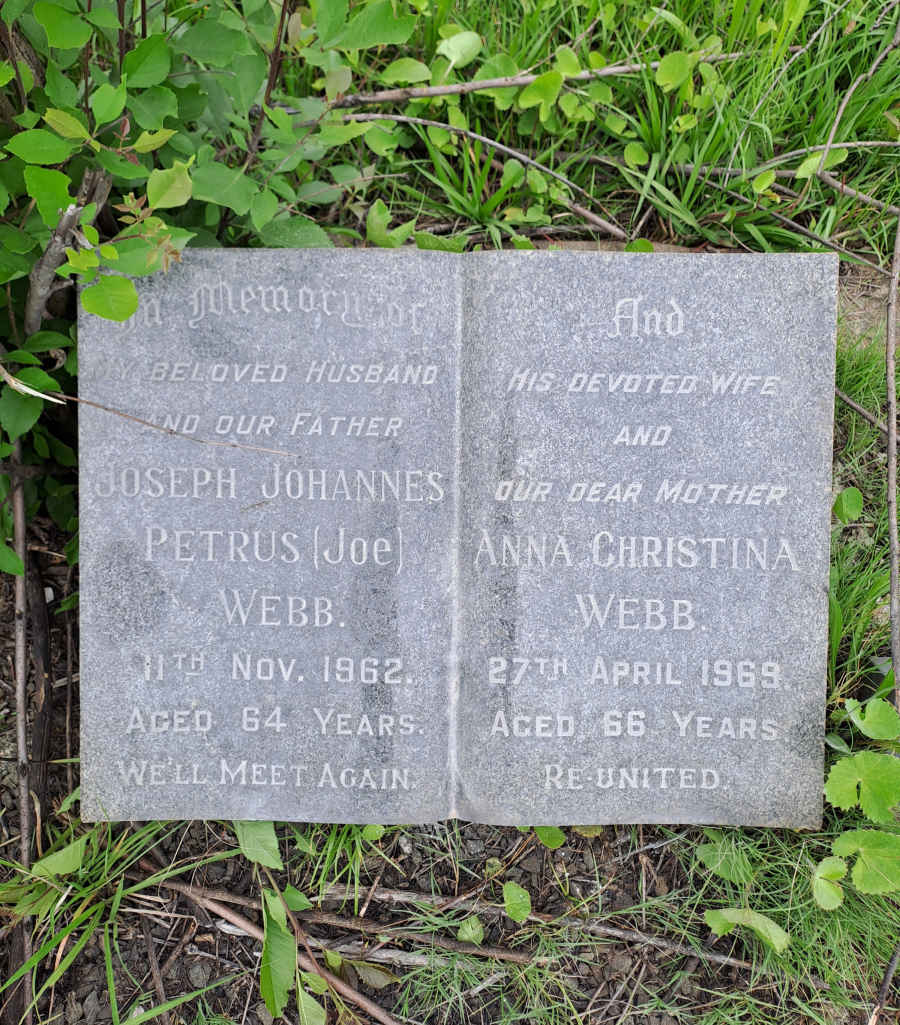 In Memory of
My beloved Husband
and our Father
Joseph Johannes
Petrus (Joe)
Webb.
11th Nov. 1962.
Aged 64 Years.
We'll Meet Again.
And
His devoted Wife
and
our dear Mother
Anna Christina
Webb.
27th April 1969.
Aged 66 Years.
Re-united.